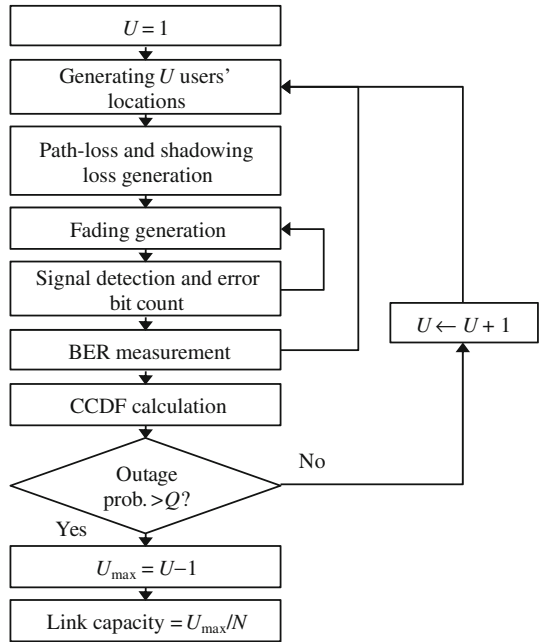 U = 1
Generating U users'
locations
Path-loss and shadowing
loss generation
Fading generation
Signal detection and error
bit count
BER measurement
U ← U + 1
CCDF calculation
Outage
prob. >Q?
No
Yes
Umax = U−1
Link capacity = Umax/N